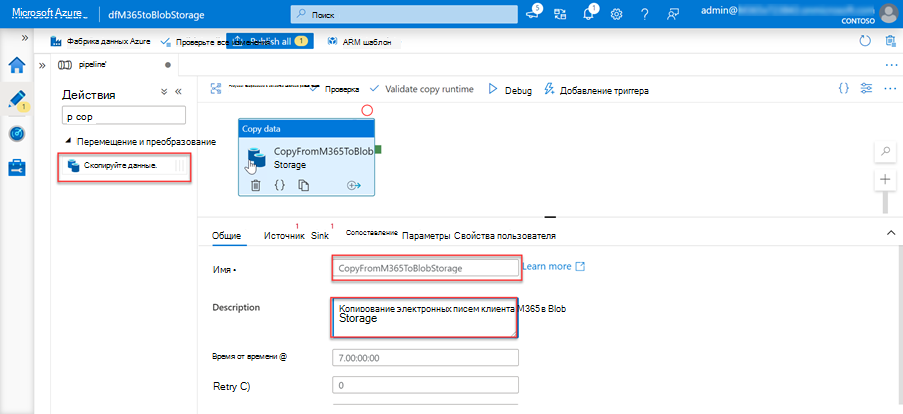 Microsoft Azure
dfM365toBlobStorage
Поиск
5
1
admin@
CONTOSO
Фабрика данных Azure
Проверьте все изменения
Publish all 1
ARM шаблон
pipeline'
1
Действия
p cop
Перемещение и преобразование
Скопируйте данные.
Проверка
Validate copy runtime
Debug
Добавление триггера
Copy data
CopyFromM365ToBlob
Storage
Общие
Источник 1
Sink 1
Сопоставление
Параметры
Свойства пользователя
Имя •
CopyFromM365ToBlobStorage
Learn more
Description
Копирование электронных писем клиента M365 в Blob
Storage
Время от времени @
7.00:00:00
Retry C)
0